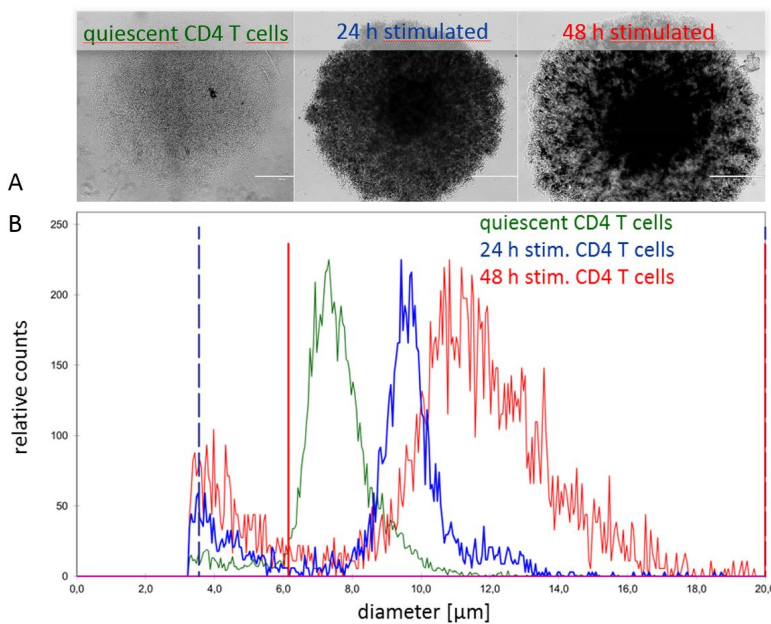 quiescent CD4 T cells
24 h stimulated
48 h stimulated
A
B
250
200
150
100
50
0
quiescent CD4 T cells
24 h stim. CD4 T cells
48 h stim. CD4 T cells
relative counts
0,0 2,0 4,0 6,0 8,0 10,0 12,0 14,0 16,0 18,0 20,0
diameter [µm]